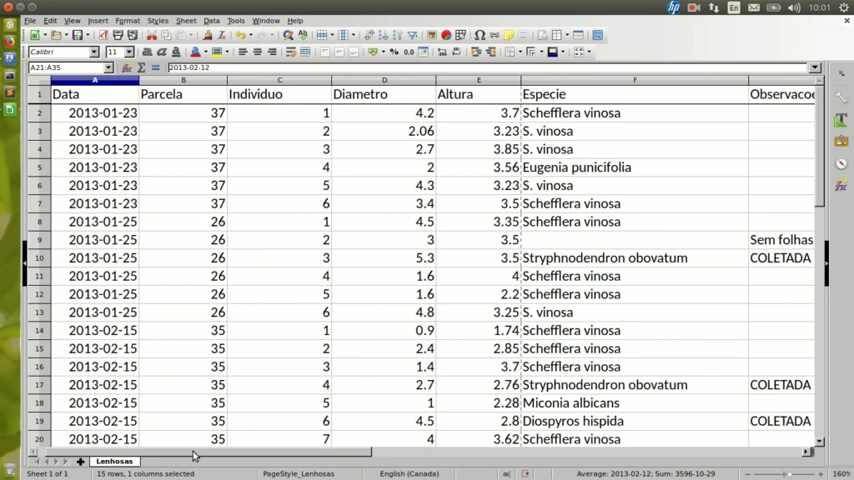 En 10:01
File Edit View Insert Format Styles Sheet Data Tools Window Help
Calibri 11
A21:A35 2013-02-12
A B C D E F
1 Data Parcela Individuo Diametro Altura Especie Observacoe
2 2013-01-23 37 1 4.2 3.7 Schefflera vinosa
3 2013-01-23 37 2 2.06 3.23 S. vinosa
4 2013-01-23 37 3 2.7 3.85 S. vinosa
5 2013-01-23 37 4 2 3.56 Eugenia punicifolia
6 2013-01-23 37 5 4.3 3.23 S. vinosa
7 2013-01-23 37 6 3.4 3.5 Schefflera vinosa
8 2013-01-25 26 1 4.5 3.35 Schefflera vinosa
9 2013-01-25 26 2 3 3.5 Sem folhas
10 2013-01-25 26 3 5.3 3.5 Stryphnodendron obovatum COLETADA
11 2013-01-25 26 4 1.6 4 Schefflera vinosa
12 2013-01-25 26 5 1.6 2.2 Schefflera vinosa
13 2013-01-25 26 6 4.8 3.25 S. vinosa
14 2013-02-15 35 1 0.9 1.74 Schefflera vinosa
15 2013-02-15 35 2 2.4 2.85 Schefflera vinosa
16 2013-02-15 35 3 1.4 3.7 Schefflera vinosa
17 2013-02-15 35 4 2.7 2.76 Stryphnodendron obovatum COLETADA
18 2013-02-15 35 5 1 2.28 Miconia albicans
19 2013-02-15 35 6 4.5 2.8 Diospyros hispida COLETADA
20 2013-02-15 35 7 4 3.62 Schefflera vinosa
Lenhosas
Sheet 1 of 1 15 rows, 1 columns selected PageStyle_Lenhosas English (Canada) Average: 2013-02-12; Sum: 3596-10-29 160%